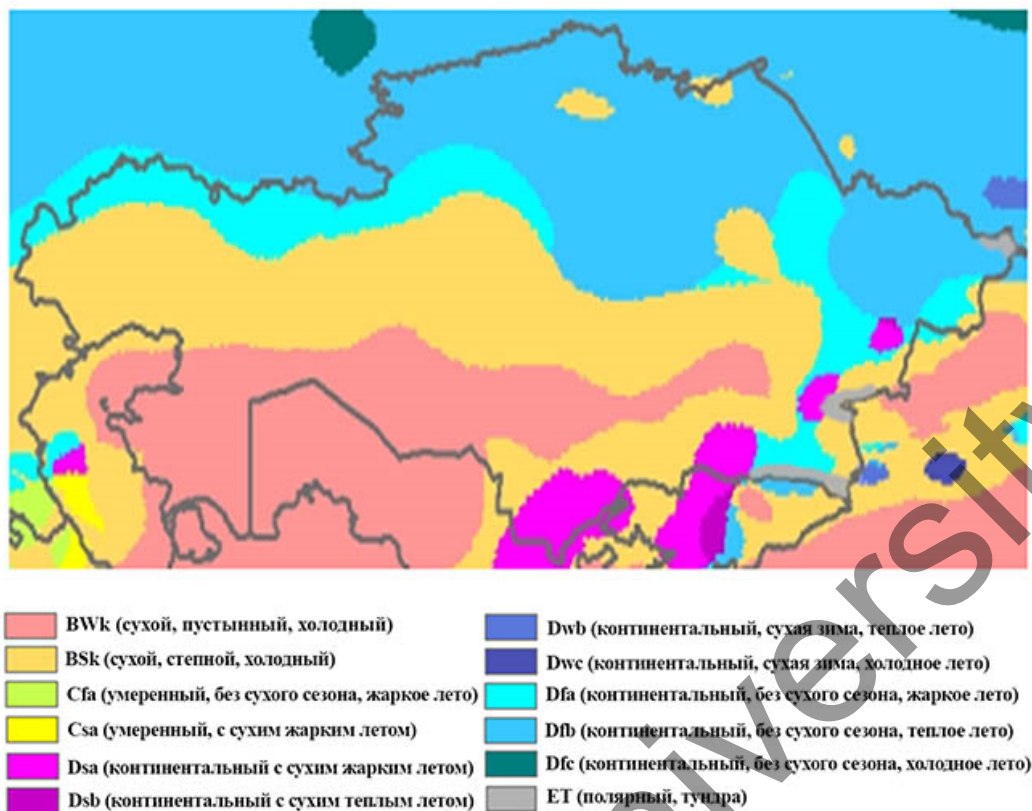 BWk (сухой, пустынный, холодный)
BSk (сухой, степной, холодный)
Cfa (умеренный, без сухого сезона, жаркое лето)
Csa (умеренный, с сухим жарким летом)
Dsa (континентальный с сухим жарким летом)
Dsb (континентальный с сухим теплым летом)
Dwb (континентальный, сухая зима, теплое лето)
Dwc (континентальный, сухая зима, холодное лето)
Dfa (континентальный, без сухого сезона, жаркое лето)
Dfb (континентальный, без сухого сезона, теплое лето)
Dfc (континентальный, без сухого сезона, холодное лето)
ET (полярный, тундра)